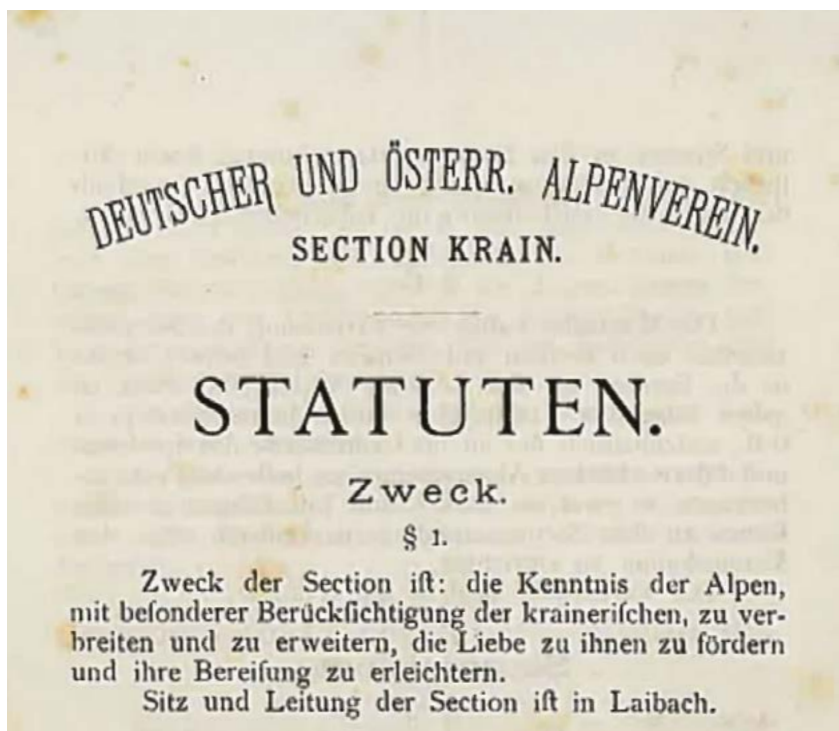 DEUTSCHER UND ÖSTERR. ALPENVEREIN.
SECTION KRAIN.
STATUTEN.
Zweck.
§ 1.
Zweck der Section iſt: die Kenntnis der Alpen,
mit beſonderer Berückſichtigung der kraineriſchen, zu ver-
breiten und zu erweitern, die Liebe zu ihnen zu fördern
und ihre Bereiſung zu erleichtern.
Sitz und Leitung der Section iſt in Laibach.